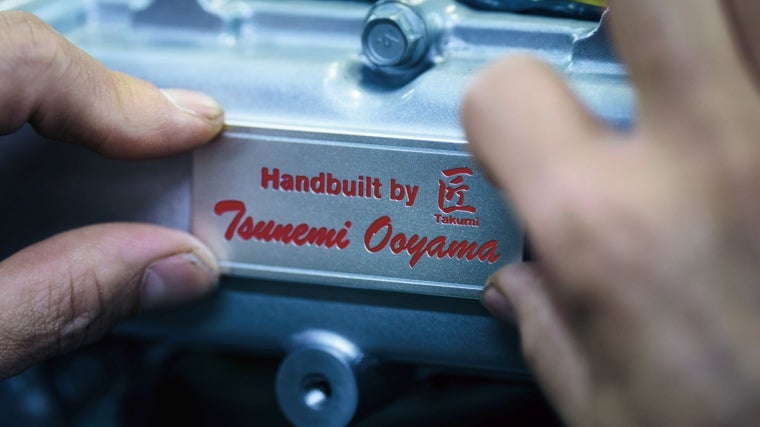 Handbuilt by 匠
Takumi
Tsunemi Ooyama